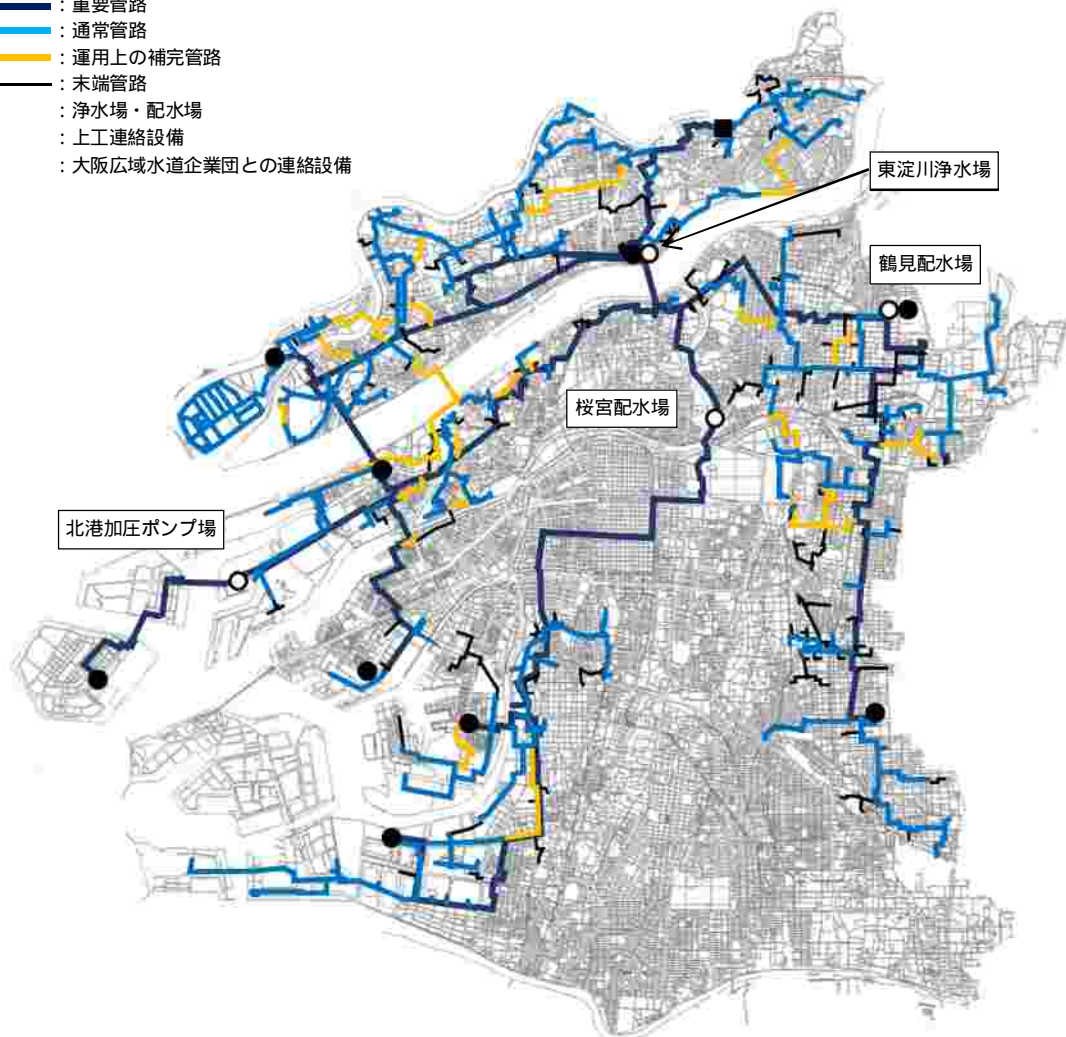 ：重要管路
：通常管路
：運用上の補完管路
：末端管路
：浄水場・配水場
：上工連絡設備
：大阪広域水道企業団との連絡設備
東淀川浄水場
鶴見配水場
桜宮配水場
北港加圧ポンプ場